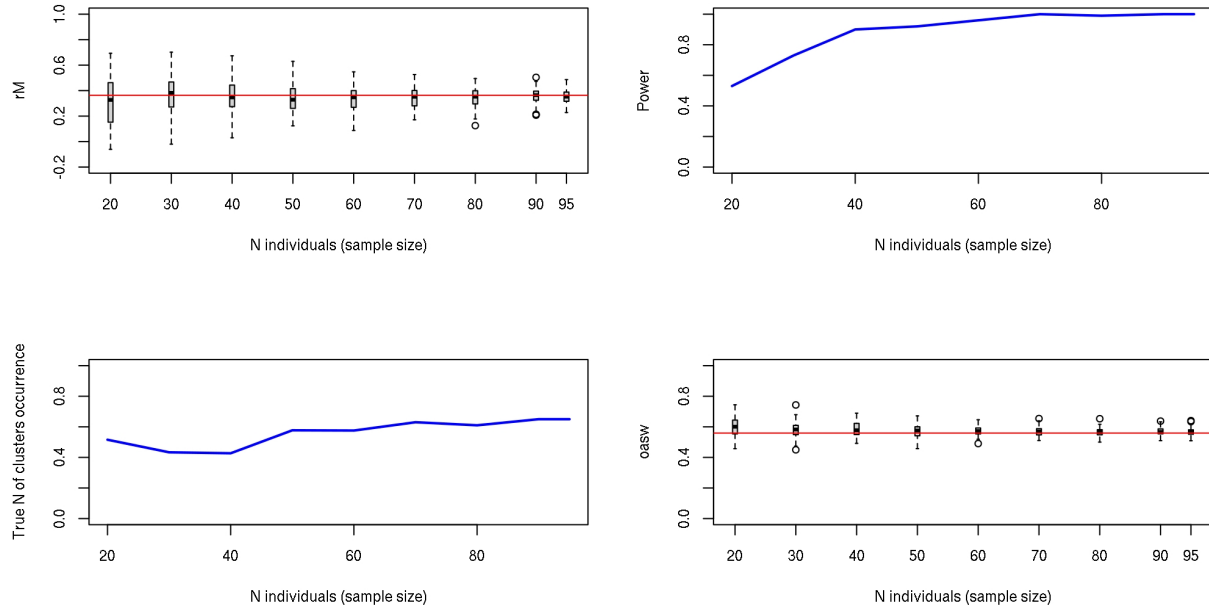 rM
-0.2 0.2 0.6 1.0
20 30 40 50 60 70 80 90 95
N individuals (sample size)
Power
0.0 0.4 0.8
20 40 60 80
N individuals (sample size)
True N of clusters occurrence
0.0 0.4 0.8
20 40 60 80
N individuals (sample size)
oasw
0.0 0.4 0.8
20 30 40 50 60 70 80 90 95
N individuals (sample size)